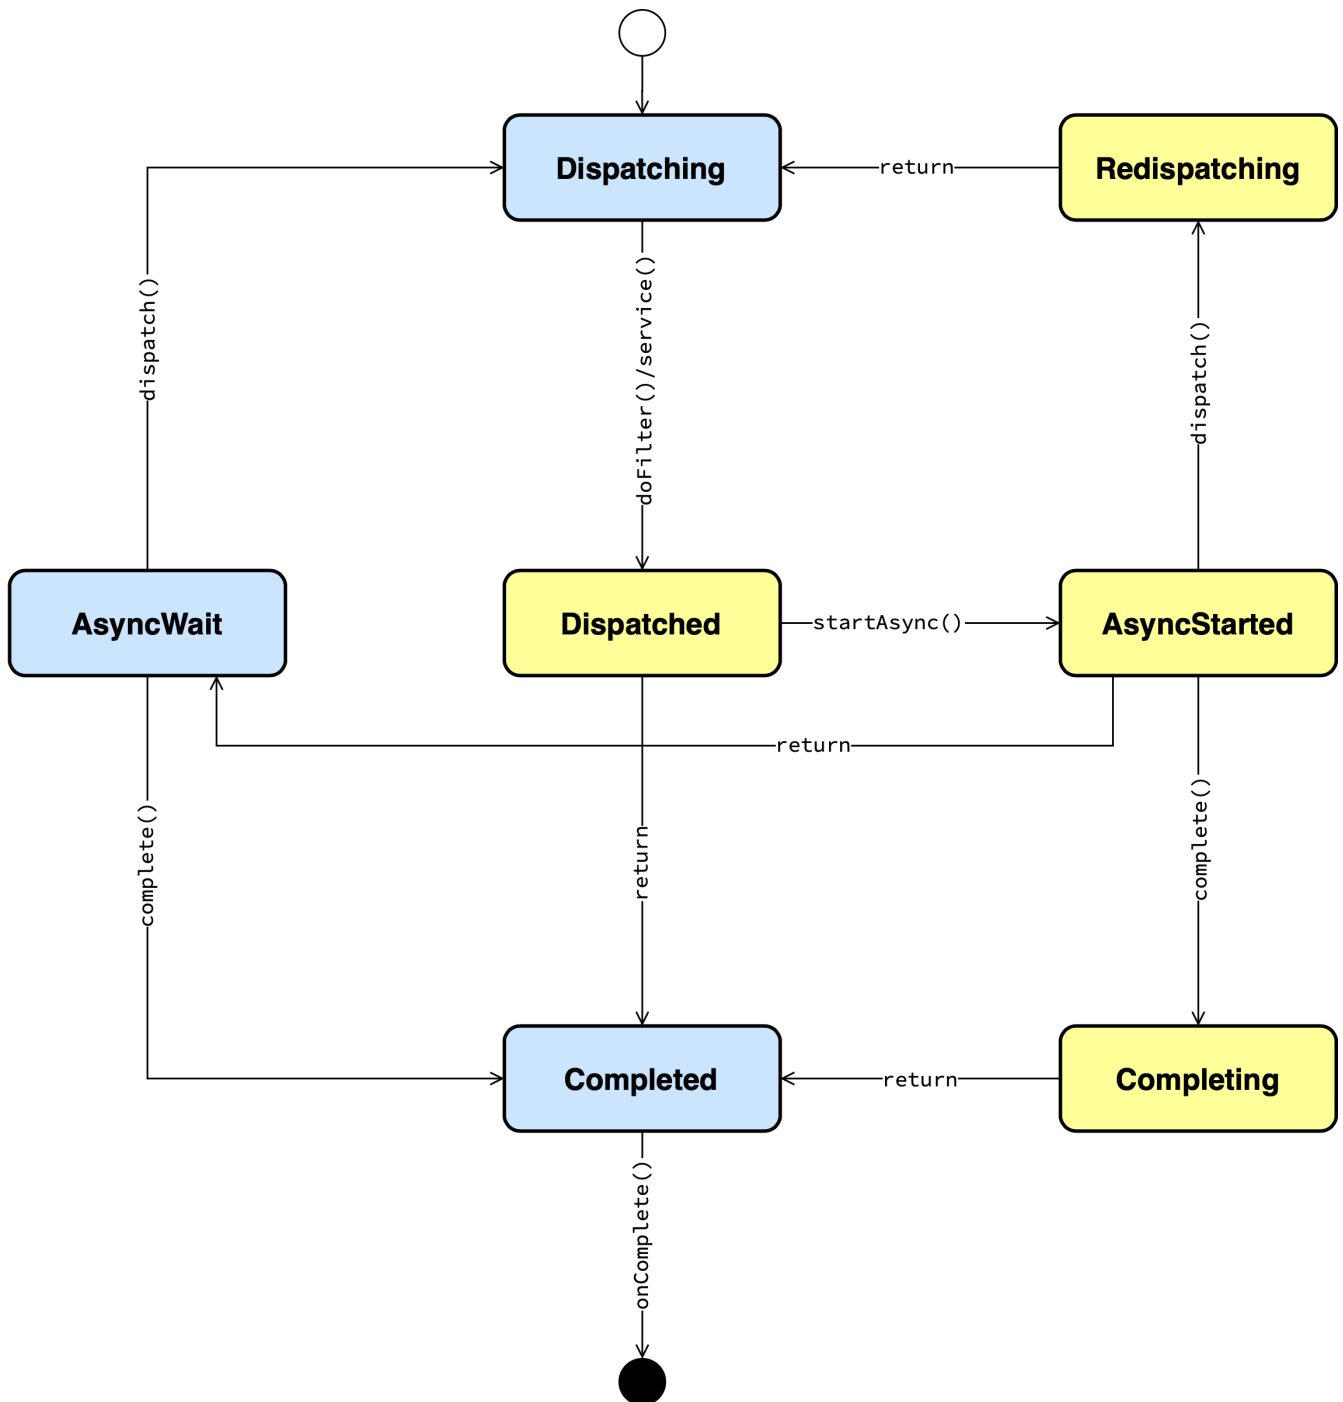 Dispatching
return
Redispatching
dispatch()
doFilter()/service()
dispatch()
AsyncWait
Dispatched
startAsync()
AsyncStarted
return
complete()
return
complete()
Completed
return
Completing
onComplete()